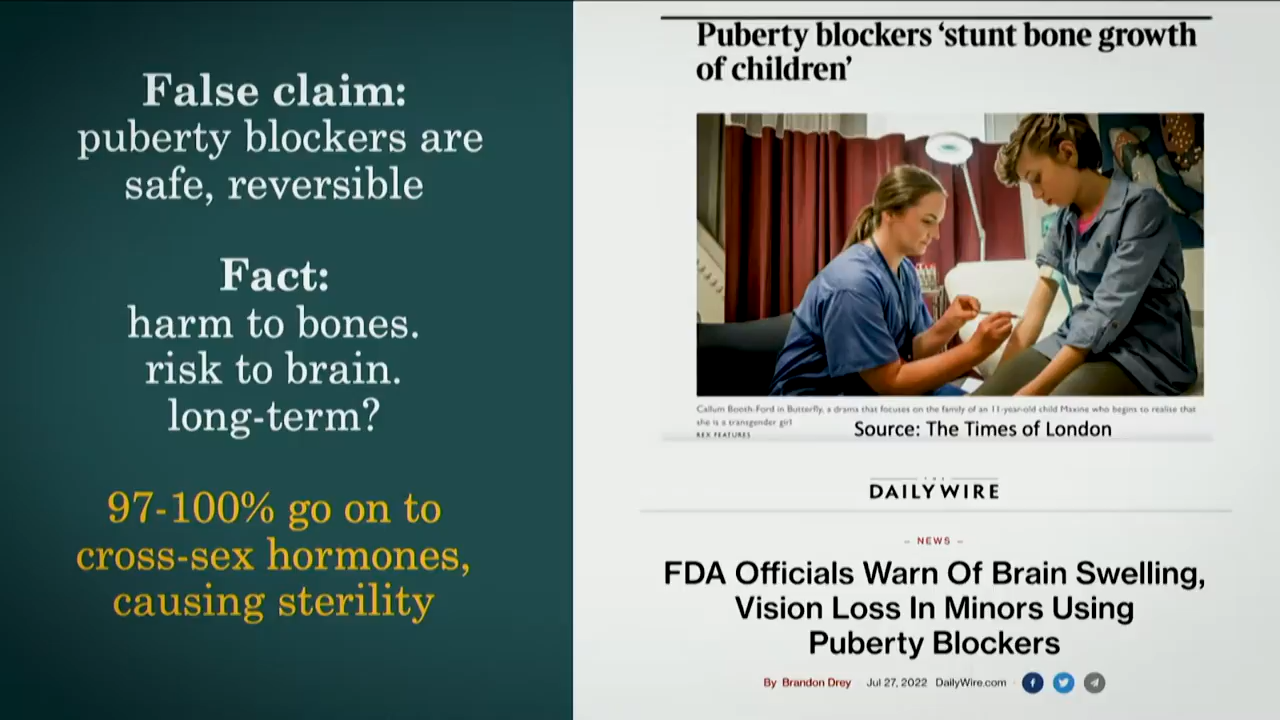 False claim:
puberty blockers are
safe, reversible
Fact:
harm to bones.
risk to brain.
long-term?
97-100% go on to
cross-sex hormones,
causing sterility
Puberty blockers ‘stunt bone growth
of children’
Callum Booth-Ford in Butterfly, a drama that focuses on the family of an 11-year-old child Maxine who begins to realise that
she is a transgender girl
REX FEATURES
Source: The Times of London
DAILYWIRE
– NEWS –
FDA Officials Warn Of Brain Swelling,
Vision Loss In Minors Using
Puberty Blockers
By Brandon Drey Jul 27, 2022 DailyWire.com